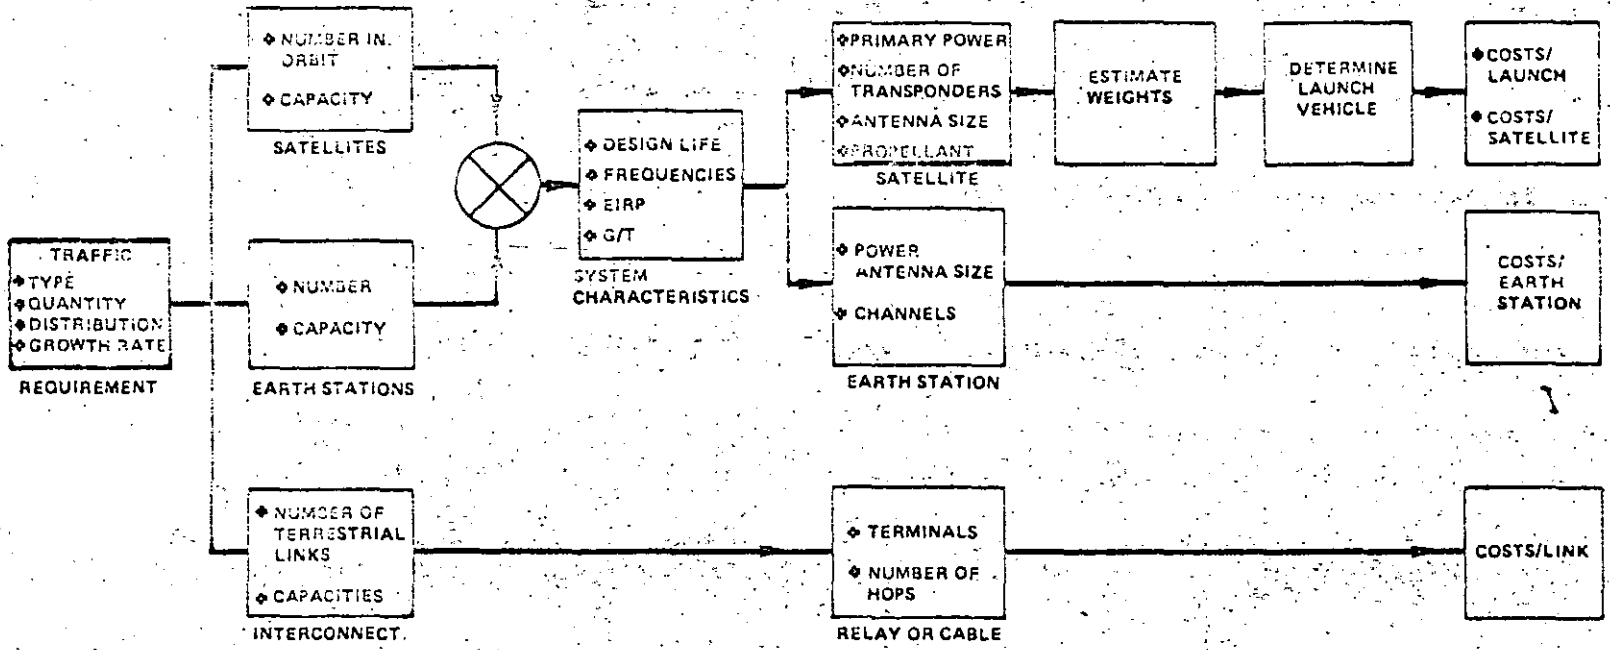 NUMBER IN
ORBIT
CAPACITY
SATELLITES
TRAFFIC
TYPE
QUANTITY
DISTRIBUTION
GROWTH RATE
REQUIREMENT
NUMBER
CAPACITY
EARTH STATIONS
NUMBER OF
TERRESTRIAL
LINKS
CAPACITIES
INTERCONNECT.
DESIGN LIFE
FREQUENCIES
EIRP
G/T
SYSTEM
CHARACTERISTICS
PRIMARY POWER
NUMBER OF
TRANSPONDERS
ANTENNA SIZE
PROPELLANT
SATELLITE
ESTIMATE
WEIGHTS
DETERMINE
LAUNCH
VEHICLE
COSTS/
LAUNCH
COSTS/
SATELLITE
POWER
ANTENNA SIZE
CHANNELS
EARTH STATION
COSTS/
EARTH
STATION
TERMINALS
NUMBER OF
HOPS
RELAY OR CABLE
COSTS/LINK